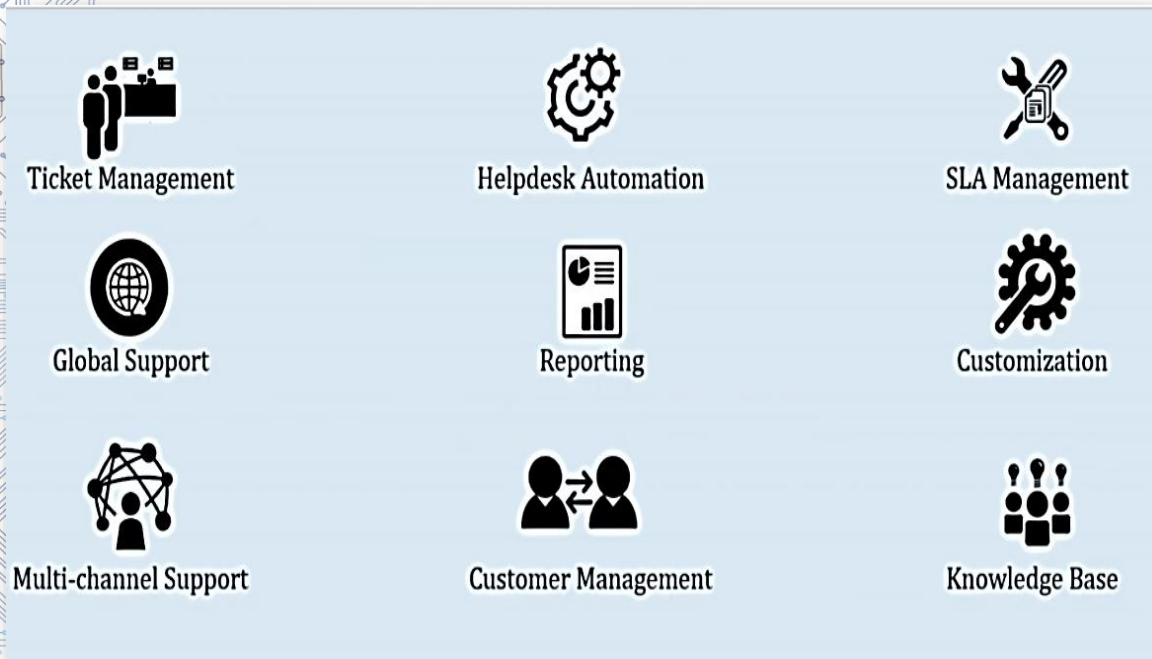 Ticket Management
Helpdesk Automation
SLA Management
Global Support
Reporting
Customization
Multi-channel Support
Customer Management
Knowledge Base